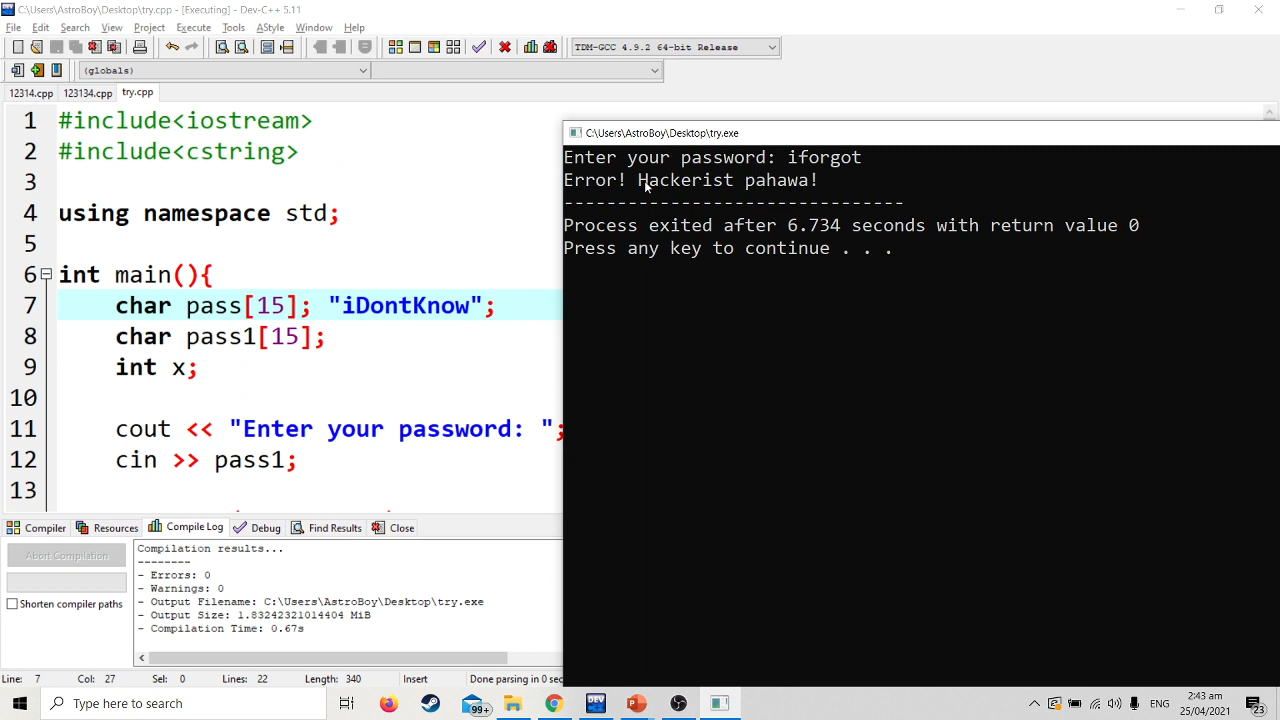 C:\Users\AstroBoy\Desktop\try.cpp - [Executing] - Dev-C++ 5.11
File Edit Search View Project Execute Tools AStyle Window Help
TDM-GCC 4.9.2 64-bit Release
(globals)
12314.cpp 123134.cpp try.cpp
1 #include<iostream>
2 #include<cstring>
3
4 using namespace std;
5
6 int main(){
7 char pass[15]; "iDontKnow";
8 char pass1[15];
9 int x;
10
11 cout << "Enter your password: ";
12 cin >> pass1;
13
C:\Users\AstroBoy\Desktop\try.exe
Enter your password: iforgot
Error! Hackerist pahawa!
--------------------------------
Process exited after 6.734 seconds with return value 0
Press any key to continue . . .
Compiler Resources Compile Log Debug Find Results Close
Abort Compilation
Shorten compiler paths
Compilation results...
--------
- Errors: 0
- Warnings: 0
- Output Filename: C:\Users\AstroBoy\Desktop\try.exe
- Output Size: 1.83242321014404 MiB
- Compilation Time: 0.67s
Line: 7 Col: 27 Sel: 0 Lines: 22 Length: 340 Insert Done parsing in 0 sec
Type here to search
99+
DEV
ENG
2:43 am
25/04/2021
23